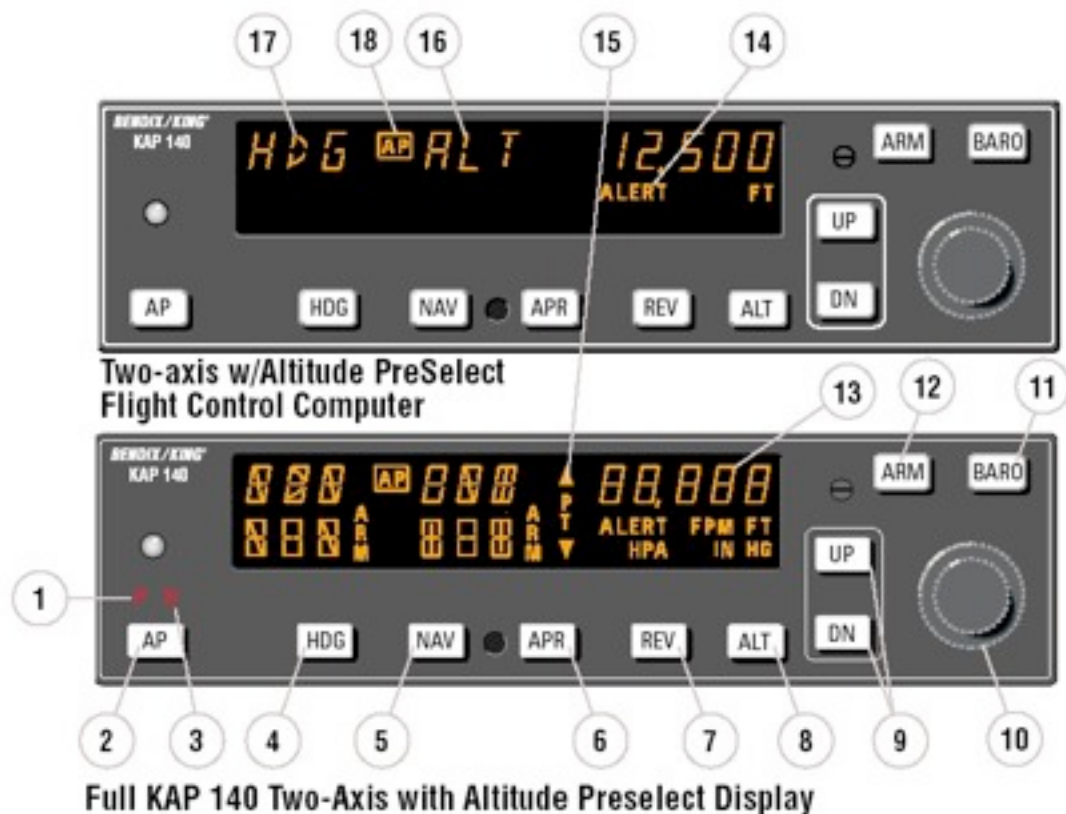 17 18 16 15 14
BENDIX/KING®
KAP 140
HDG AP ALT 12,500
ALERT FT
ARM BARO
UP
DN
AP HDG NAV APR REV ALT
Two-axis w/Altitude PreSelect
Flight Control Computer
13 12 11
BENDIX/KING®
KAP 140
AP 88,888
ARM ARM PT
ALERT FPM FT
HPA IN HG
ARM BARO
UP
DN
1
P R
AP HDG NAV APR REV ALT
2 3 4 5 6 7 8 9 10
Full KAP 140 Two-Axis with Altitude Preselect Display